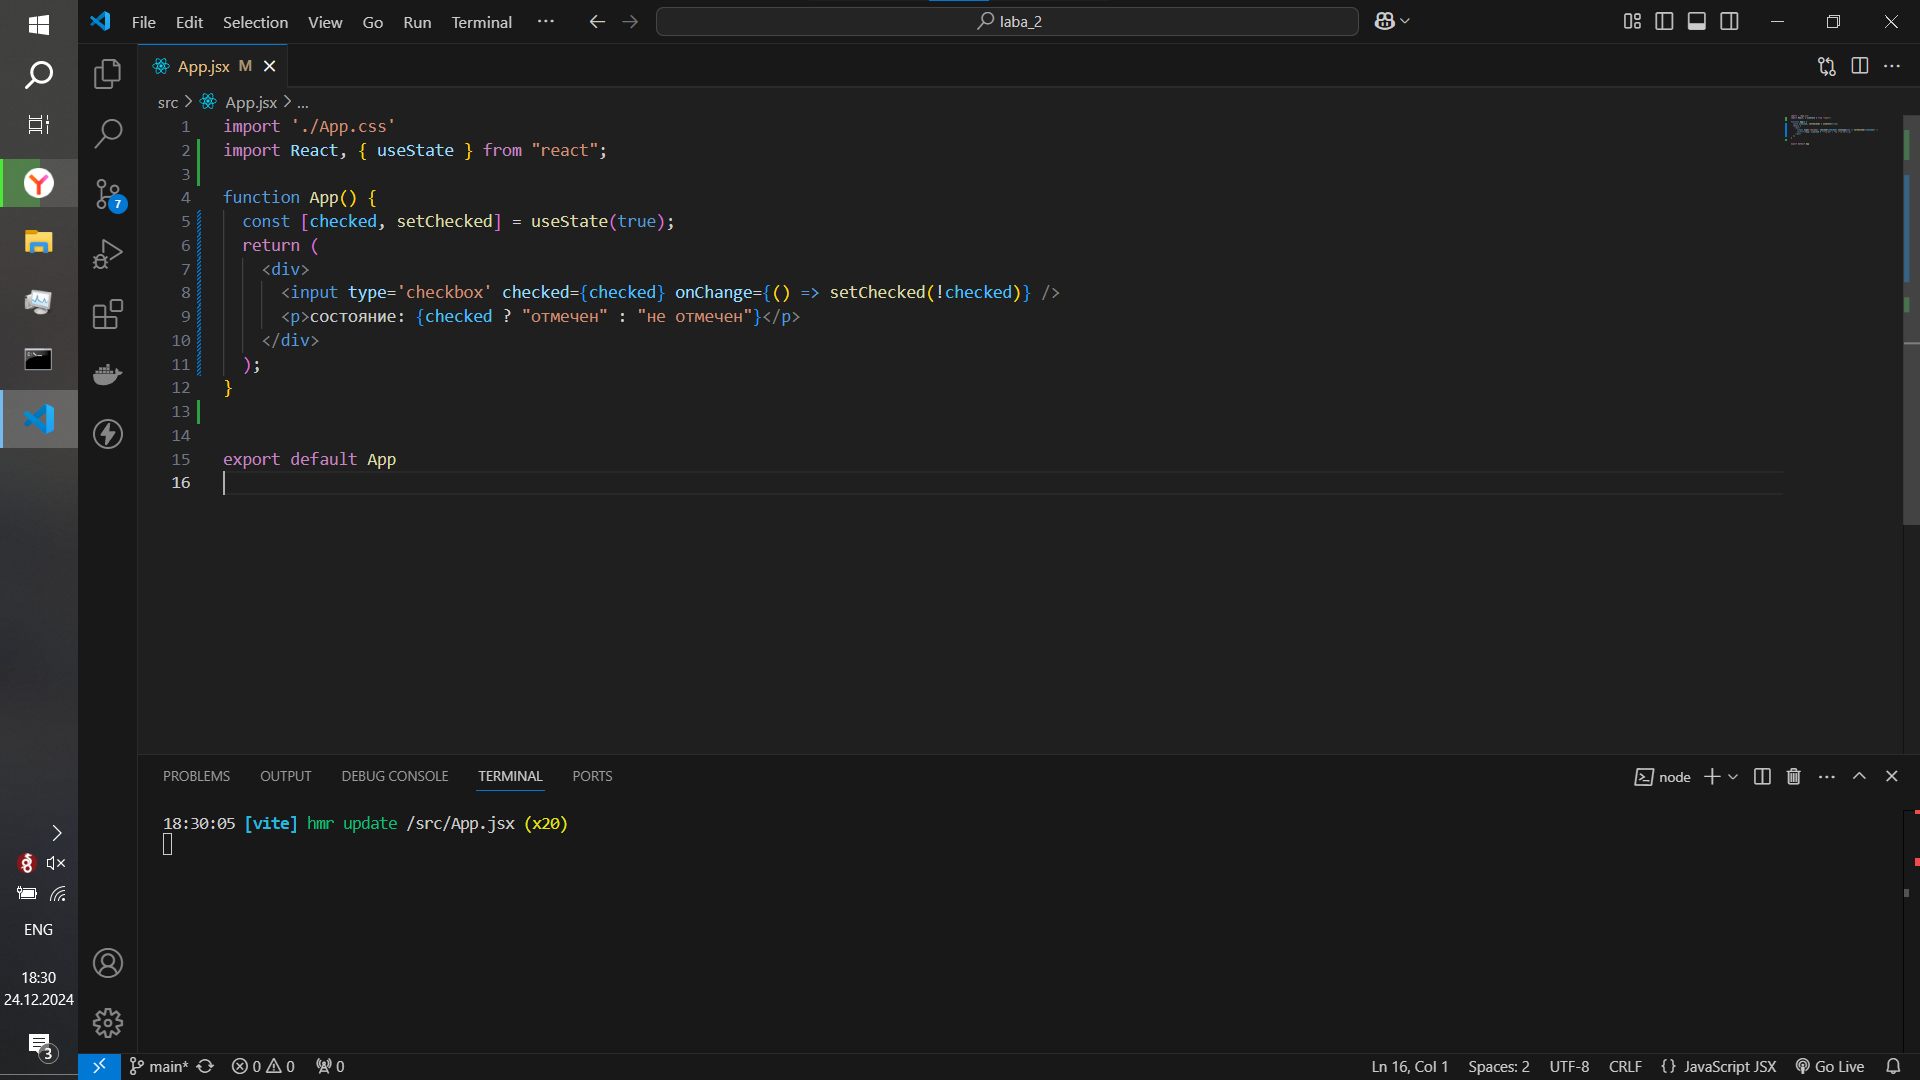 File Edit Selection View Go Run Terminal ··· laba_2
App.jsx M
src > App.jsx > ...
1 import './App.css'
2 import React, { useState } from "react";
3
4 function App() {
5 const [checked, setChecked] = useState(true);
6 return (
7 <div>
8 <input type='checkbox' checked={checked} onChange={() => setChecked(!checked)} />
9 <p>состояние: {checked ? "отмечен" : "не отмечен"}</p>
10 </div>
11 );
12 }
13
14
15 export default App
16
7
PROBLEMS OUTPUT DEBUG CONSOLE TERMINAL PORTS node
18:30:05 [vite] hmr update /src/App.jsx (x20)
ENG
18:30
24.12.2024
3
main* 0 0 0 Ln 16, Col 1 Spaces: 2 UTF-8 CRLF {} JavaScript JSX Go Live